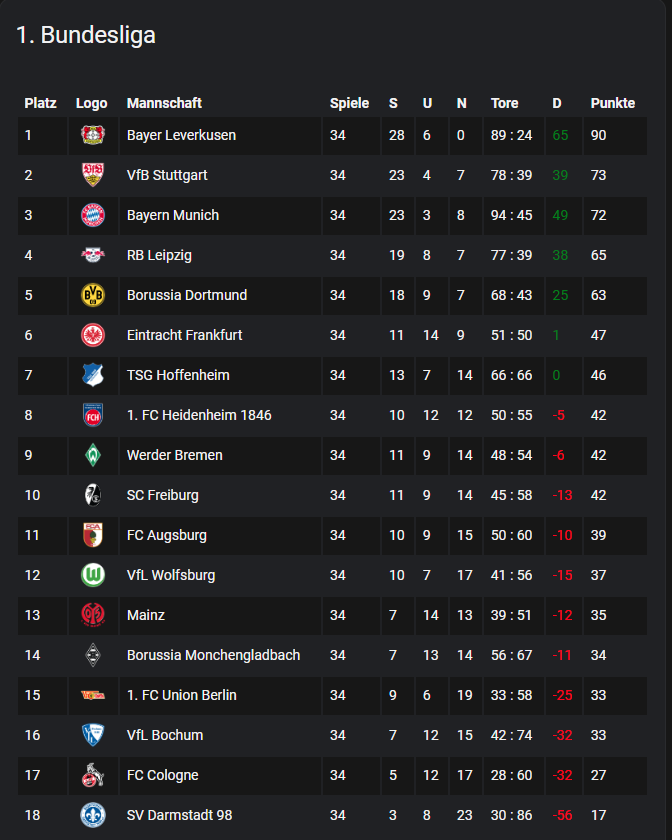 1. Bundesliga
Platz Logo Mannschaft Spiele S U N Tore D Punkte
1 Bayer Leverkusen 34 28 6 0 89 : 24 65 90
2 VfB Stuttgart 34 23 4 7 78 : 39 39 73
3 Bayern Munich 34 23 3 8 94 : 45 49 72
4 RB Leipzig 34 19 8 7 77 : 39 38 65
5 BVB Borussia Dortmund 34 18 9 7 68 : 43 25 63
6 Eintracht Frankfurt 34 11 14 9 51 : 50 1 47
7 TSG Hoffenheim 34 13 7 14 66 : 66 0 46
8 FCH 1. FC Heidenheim 1846 34 10 12 12 50 : 55 -5 42
9 W Werder Bremen 34 11 9 14 48 : 54 -6 42
10 SC Freiburg 34 11 9 14 45 : 58 -13 42
11 FCA FC Augsburg 34 10 9 15 50 : 60 -10 39
12 W VfL Wolfsburg 34 10 7 17 41 : 56 -15 37
13 Mainz 34 7 14 13 39 : 51 -12 35
14 Borussia Monchengladbach 34 7 13 14 56 : 67 -11 34
15 1. FC Union Berlin 34 9 6 19 33 : 58 -25 33
16 VfL Bochum 34 7 12 15 42 : 74 -32 33
17 FC Cologne 34 5 12 17 28 : 60 -32 27
18 SV Darmstadt 98 34 3 8 23 30 : 86 -56 17